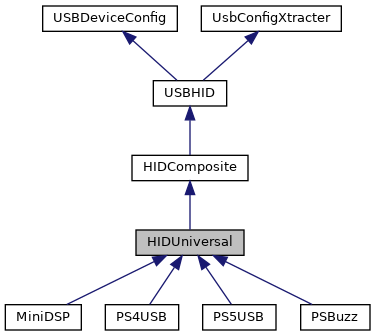 USBDeviceConfig
UsbConfigXtracter
USBHID
HIDComposite
HIDUniversal
MiniDSP
PS4USB
PS5USB
PSBuzz